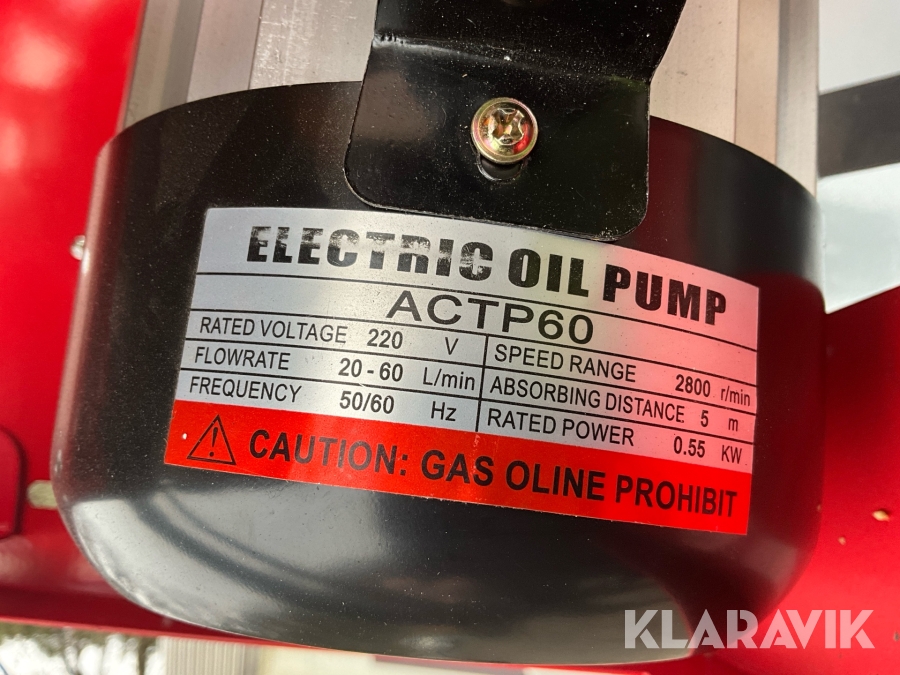 ELECTRIC OIL PUMP
ACTP60
RATED VOLTAGE 220 V
SPEED RANGE 2800 r/min
FLOWRATE 20 - 60 L/min
ABSORBING DISTANCE 5 m
FREQUENCY 50/60 Hz
RATED POWER 0.55 KW
CAUTION: GAS OLINE PROHIBIT
KLARAVIK